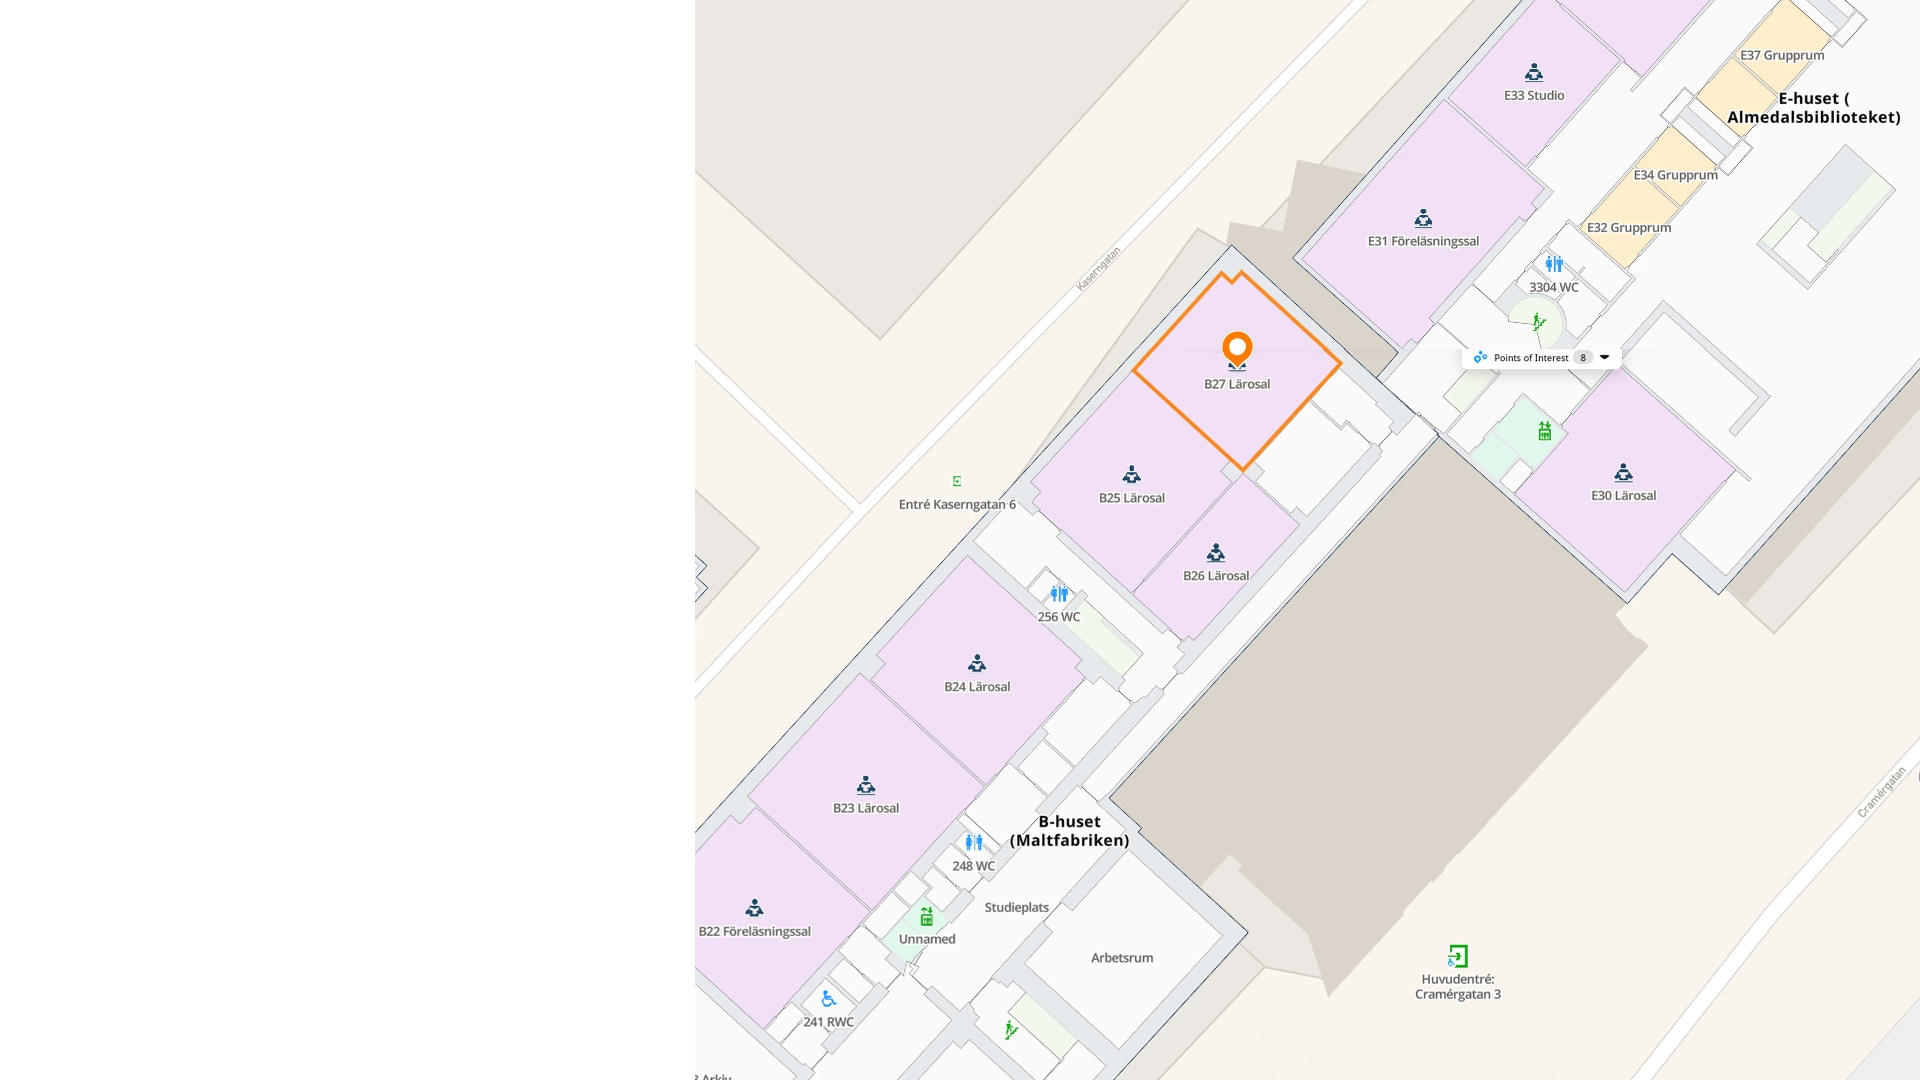 E37 Grupprum
E33 Studio
E-huset (
Almedalsbiblioteket)
E34 Grupprum
E32 Grupprum
E31 Föreläsningssal
Kaserngatan
3304 WC
Points of Interest 8
B27 Lärosal
B25 Lärosal
E30 Lärosal
Entré Kaserngatan 6
B26 Lärosal
256 WC
B24 Lärosal
B23 Lärosal
Cramérgatan
B-huset
(Maltfabriken)
248 WC
Studieplats
B22 Föreläsningssal
Unnamed
Arbetsrum
Huvudentré:
Cramérgatan 3
241 RWC
Arkiv